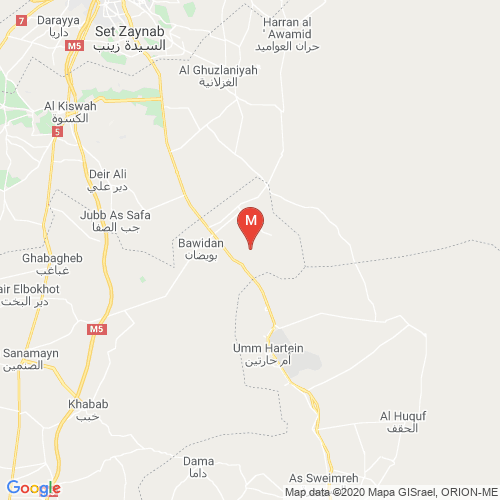 Darayya
داريا
7
Set Zaynab
السيدة زينب
M5
Harran al
`Awamid
حران العواميد
Al Ghuzlaniyah
الغزلانية
Al Kiswah
الكسوة
5
Deir Ali
دير علي
Jubb As Safa
جب الصفا
M
Bawidan
بويضان
Ghabagheb
غباغب
air Elbokhot
دير البخت
M5
Umm Hartein
أم حارتين
Sanamayn
الصنمين
Khabab
خبب
Al Huquf
الحقف
Dama
داما
As Sweimreh
Google
Map data ©2020 Mapa GISrael, ORION-ME